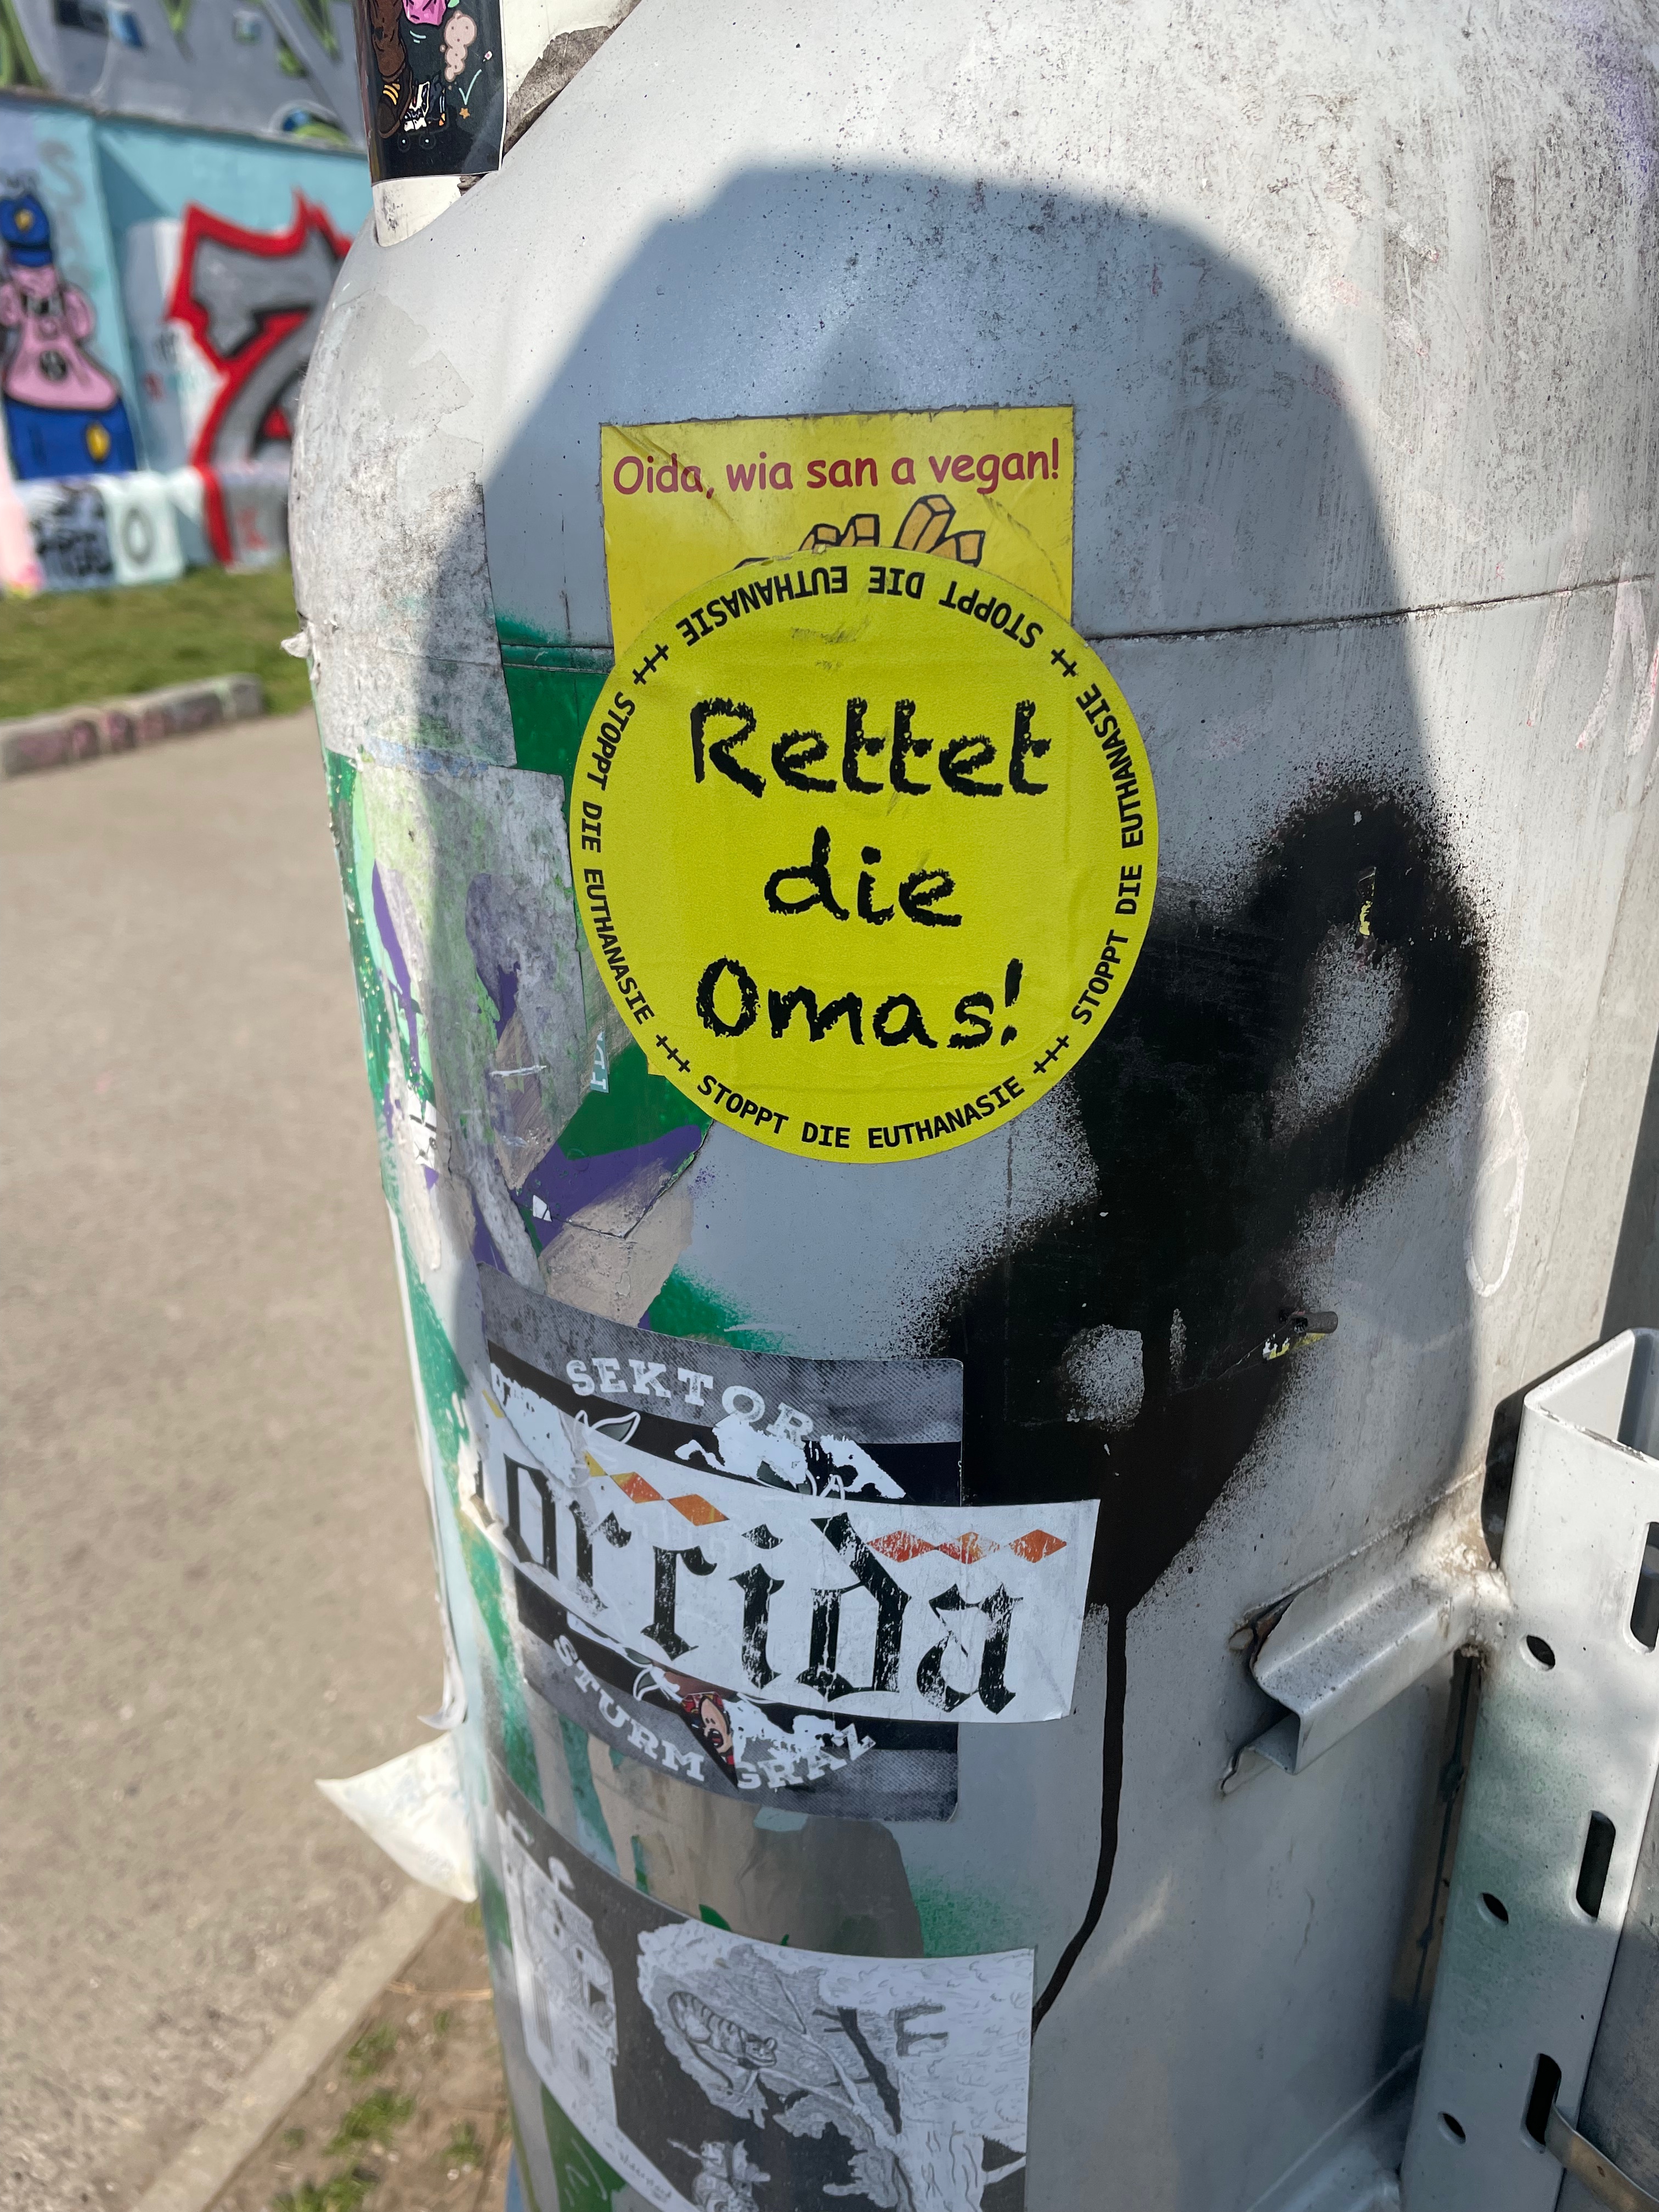 Oida, wia san a vegan!
STOPPT DIE EUTHANASIE +++ STOPPT DIE EUTHANASIE +++ STOPPT DIE EUTHANASIE +++ STOPPT DIE EUTHANASIE ++
Rettet
die
Omas!
SEKTOR
orrida
STURM GRAZ